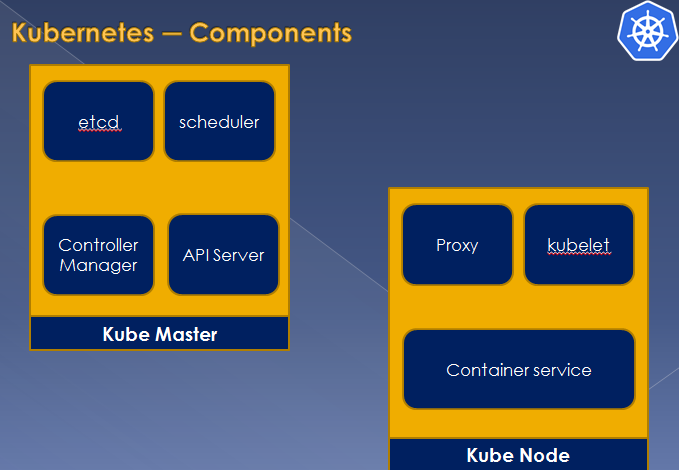 Kubernetes — Components
etcd
scheduler
Controller
Manager
API Server
Kube Master
Proxy
kubelet
Container service
Kube Node